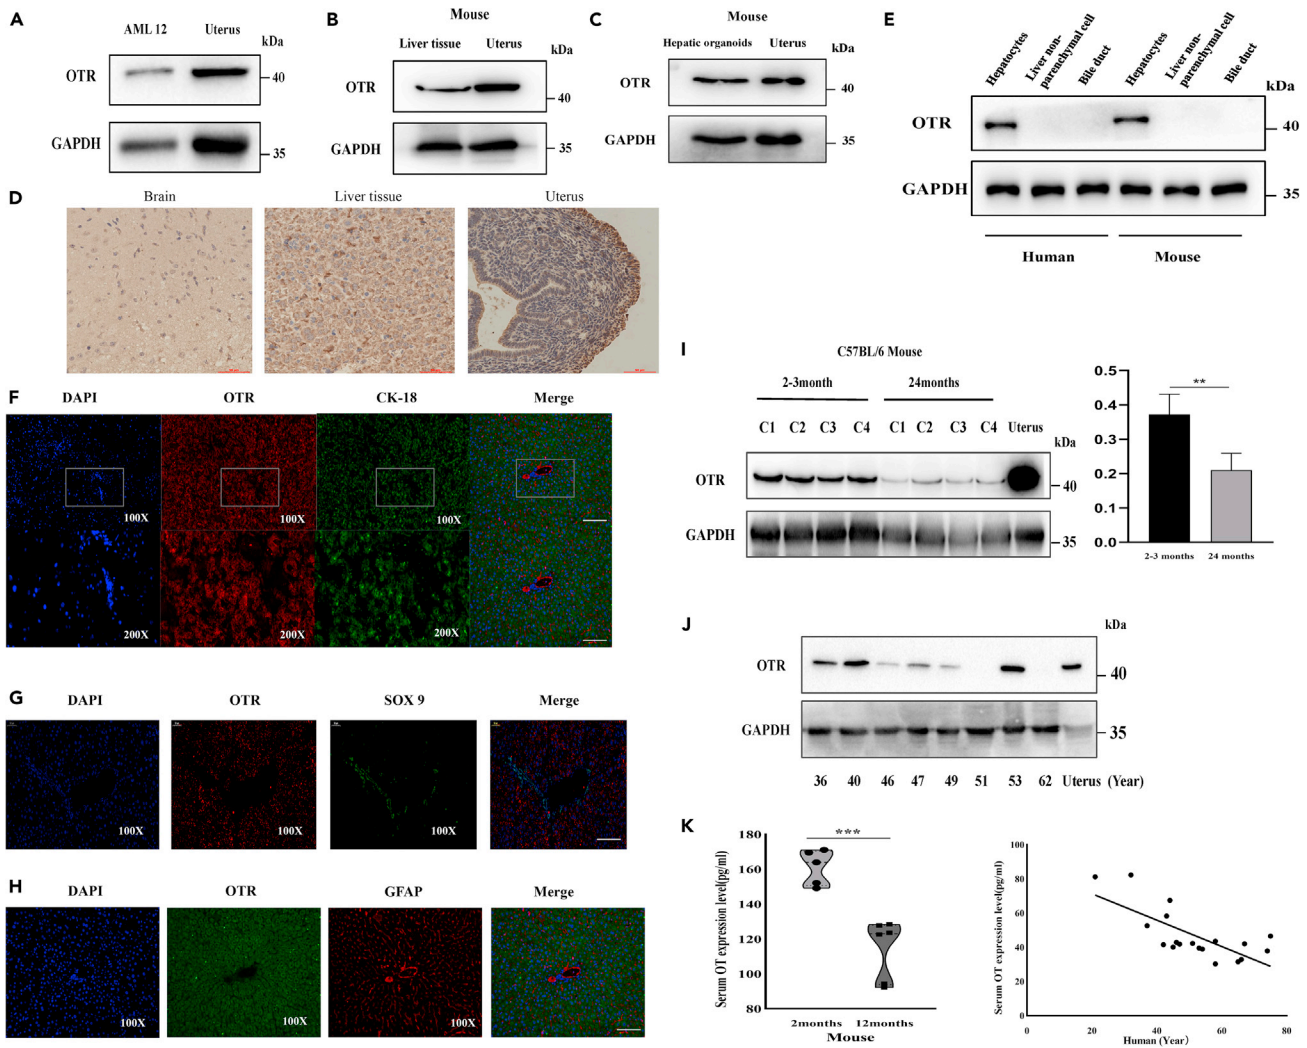 A
AML 12 Uterus
kDa
OTR
40
GAPDH
35
B
Mouse
Liver tissue Uterus
kDa
OTR
40
GAPDH
35
C
Mouse
Hepatic organoids Uterus
kDa
OTR
40
GAPDH
35
E
Hepatocytes
Liver non-
parenchymal cell
Bile duct
Hepatocytes
Liver non-
parenchymal cell
Bile duct
kDa
OTR
40
GAPDH
35
Human Mouse
D
Brain Liver tissue Uterus
F
DAPI OTR CK-18 Merge
100X 100X 100X
200X 200X 200X
G
DAPI OTR SOX 9 Merge
100X 100X 100X
H
DAPI OTR GFAP Merge
100X 100X 100X
I
C57BL/6 Mouse
2-3month 24months
C1 C2 C3 C4 C1 C2 C3 C4 Uterus
kDa
OTR
40
GAPDH
35
**
0.5
0.4
0.3
0.2
0.1
0.0
2-3 months 24 months
J
kDa
OTR
40
GAPDH
35
36 40 46 47 49 51 53 62 Uterus (Year)
K
Serum OT expression level(pg/ml)
180
160
140
120
100
80
***
2months 12months
Mouse
Serum OT expression level(pg/ml)
100
80
60
40
20
0
0 20 40 60 80
Human (Year)